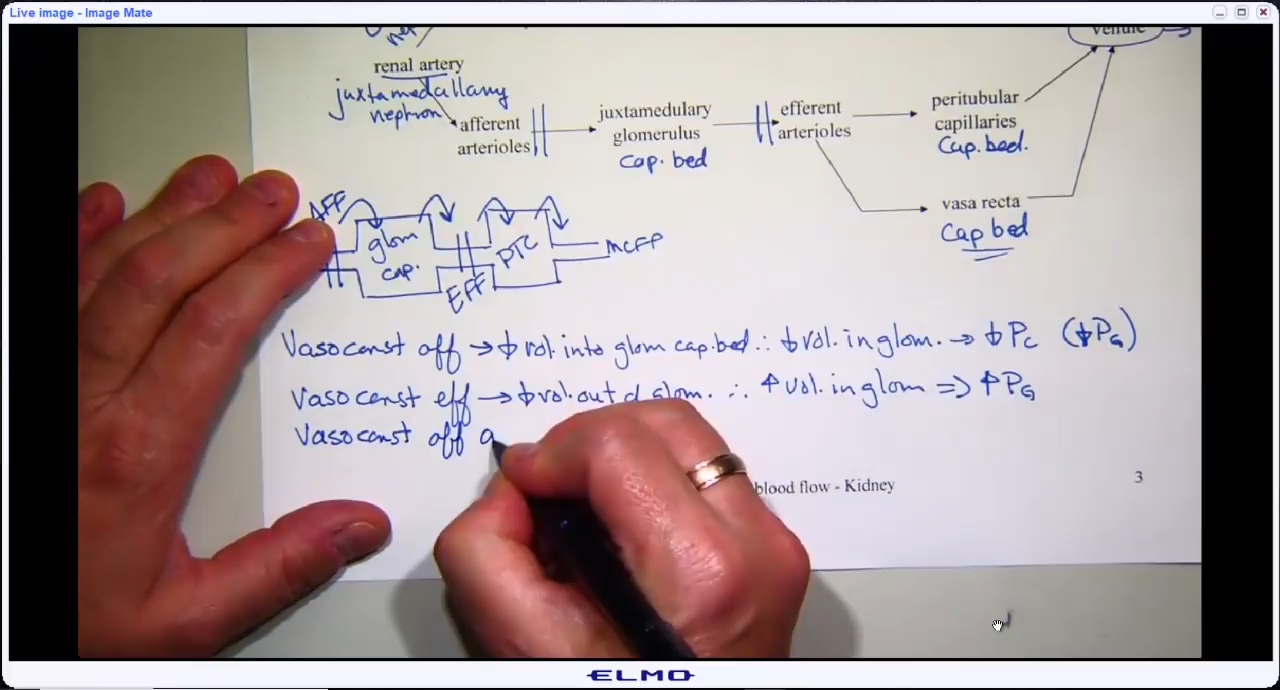 Live image - Image Mate
venule
renal artery
juxtamedallary
nephron
afferent
arterioles
juxtamedulary
glomerulus
cap. bed
efferent
arterioles
peritubular
capillaries
Cap. bed.
vasa recta
Cap bed
AFF
glom
cap.
EFF
PTC
MCFP
Vasoconst aff → ↓ vol. into glom cap.bed ∴ ↓ vol. in glom. → ↓ Pc (↓PG)
Vasoconst eff → ↓ vol. out of glom. ∴ ↑ vol. in glom ⇒ ↑ PG
Vasoconst aff a
blood flow - Kidney
3
ELMO